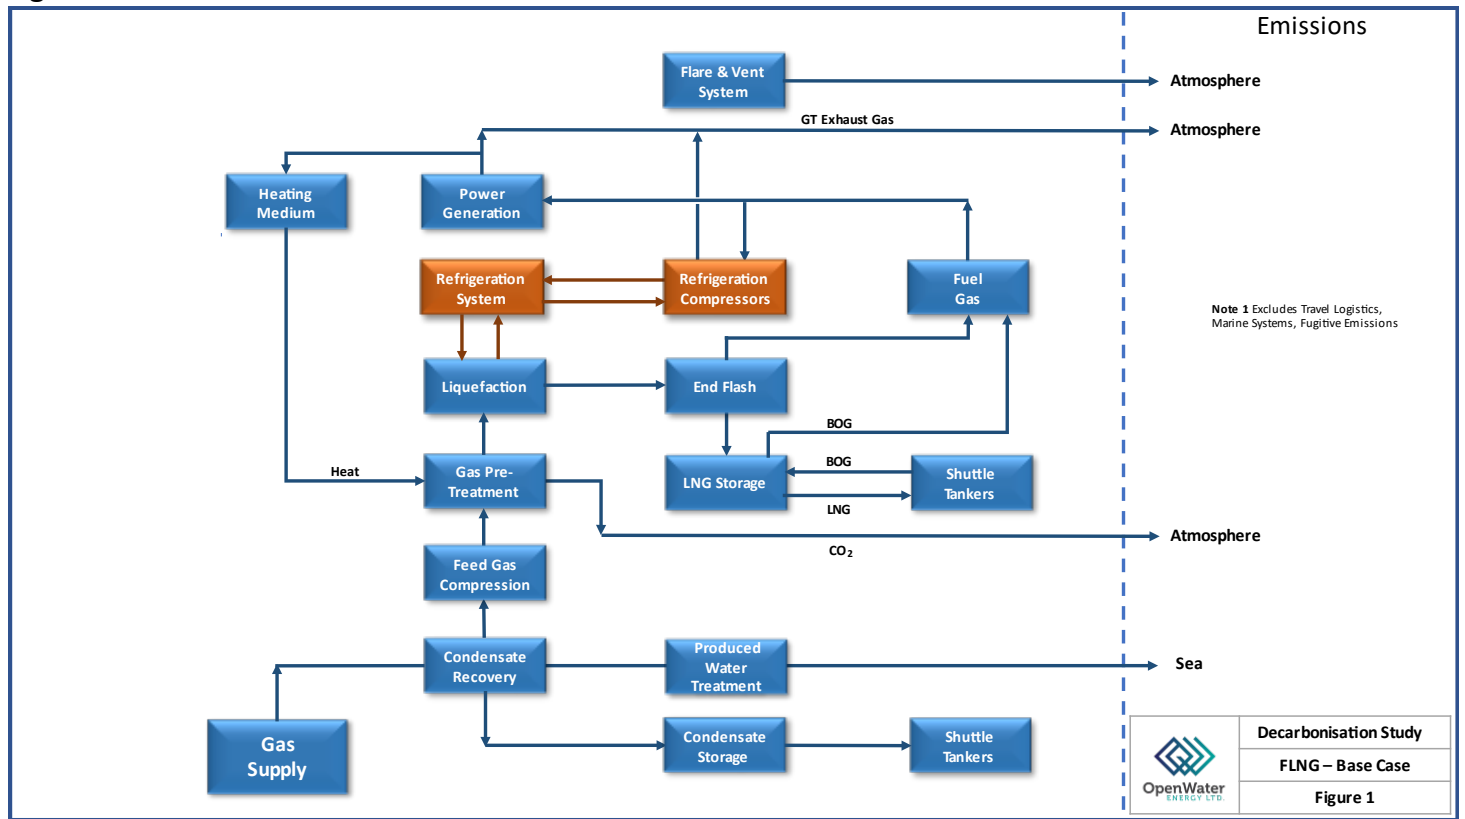 Emissions
Flare & Vent
System
Atmosphere
GT Exhaust Gas
Atmosphere
Heating
Medium
Power
Generation
Refrigeration
System
Refrigeration
Compressors
Fuel
Gas
Note 1 Excludes Travel Logistics,
Marine Systems, Fugitive Emissions
Liquefaction
End Flash
BOG
Heat
Gas Pre-
Treatment
LNG Storage
BOG
LNG
Shuttle
Tankers
Atmosphere
CO2
Feed Gas
Compression
Condensate
Recovery
Produced
Water
Treatment
Sea
Gas
Supply
Condensate
Storage
Shuttle
Tankers
OpenWater
ENERGY LTD.
Decarbonisation Study
FLNG – Base Case
Figure 1